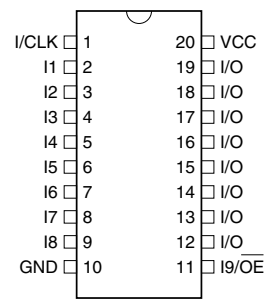 I/CLK 1 20 VCC
I1 2 19 I/O
I2 3 18 I/O
I3 4 17 I/O
I4 5 16 I/O
I5 6 15 I/O
I6 7 14 I/O
I7 8 13 I/O
I8 9 12 I/O
GND 10 11 I9/O̅E̅